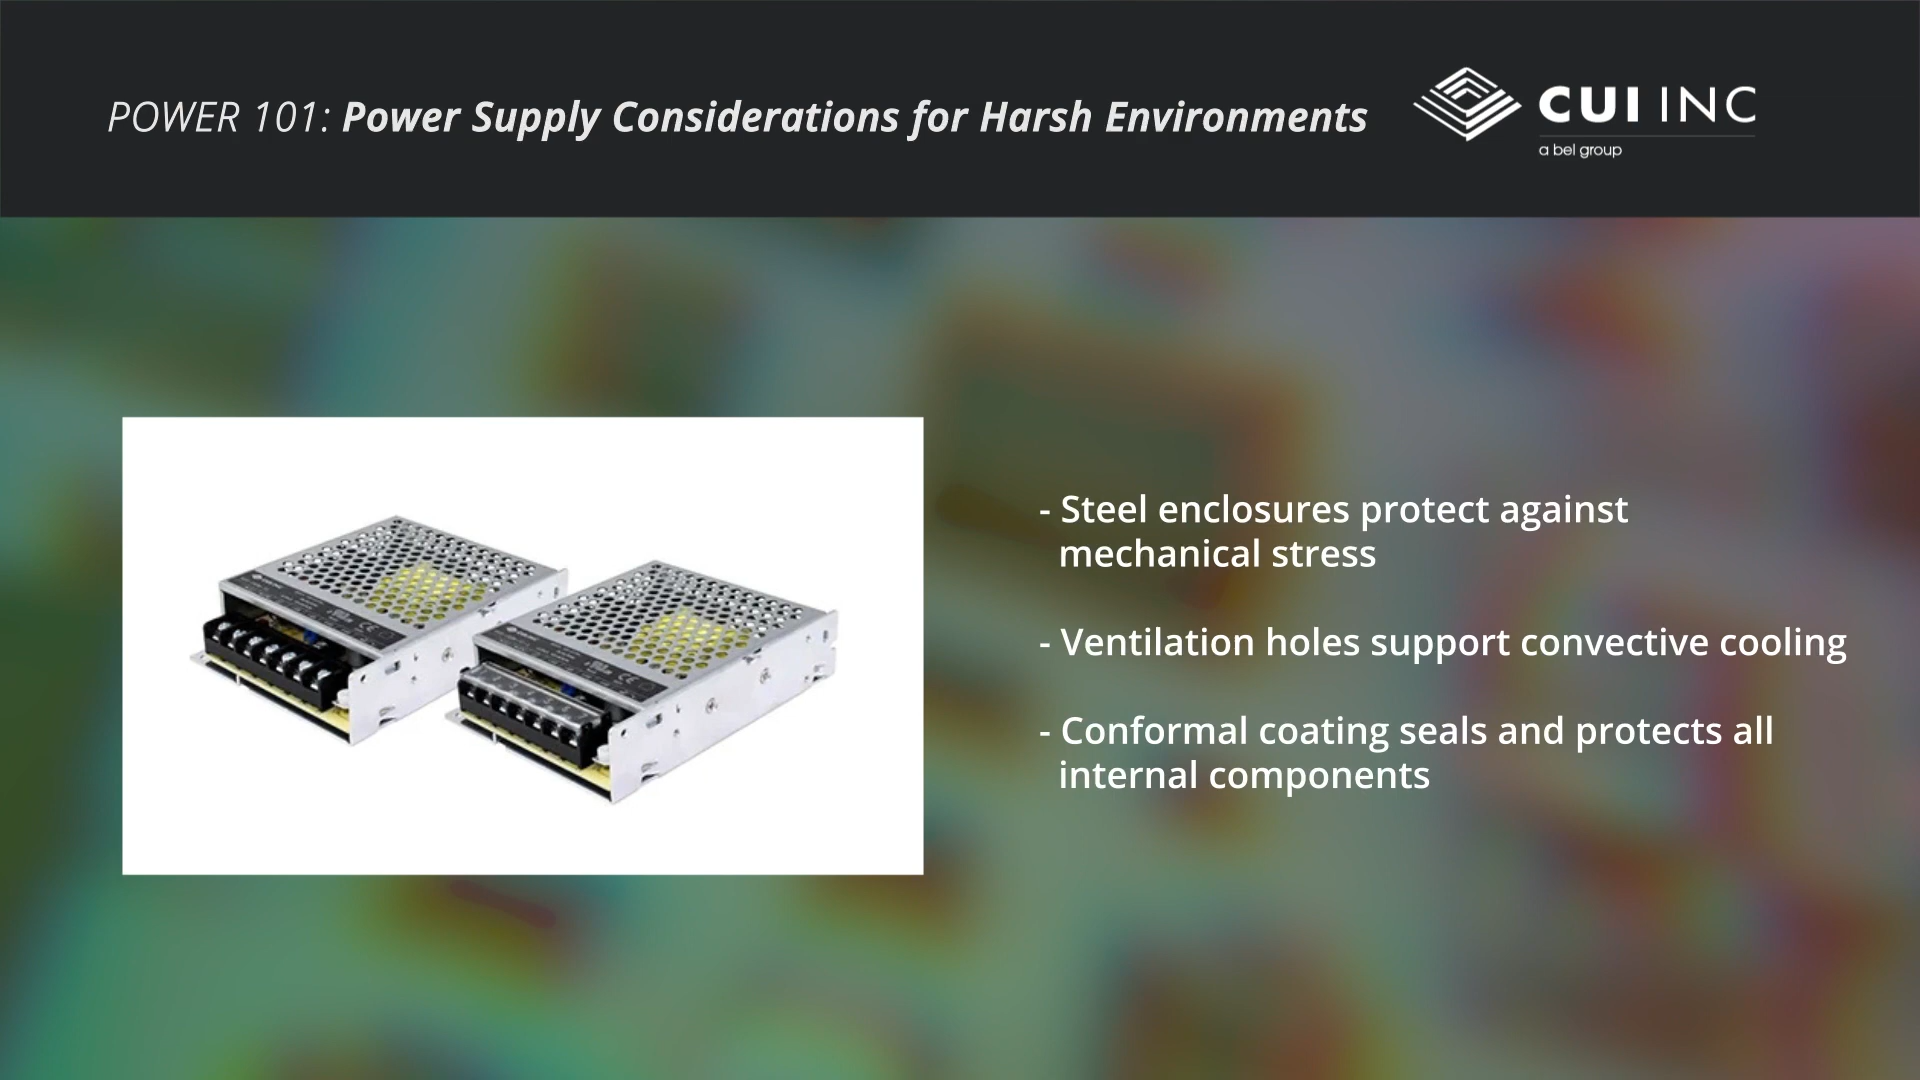 POWER 101: Power Supply Considerations for Harsh Environments
CUI INC
a bel group
- Steel enclosures protect against
mechanical stress
- Ventilation holes support convective cooling
- Conformal coating seals and protects all
internal components